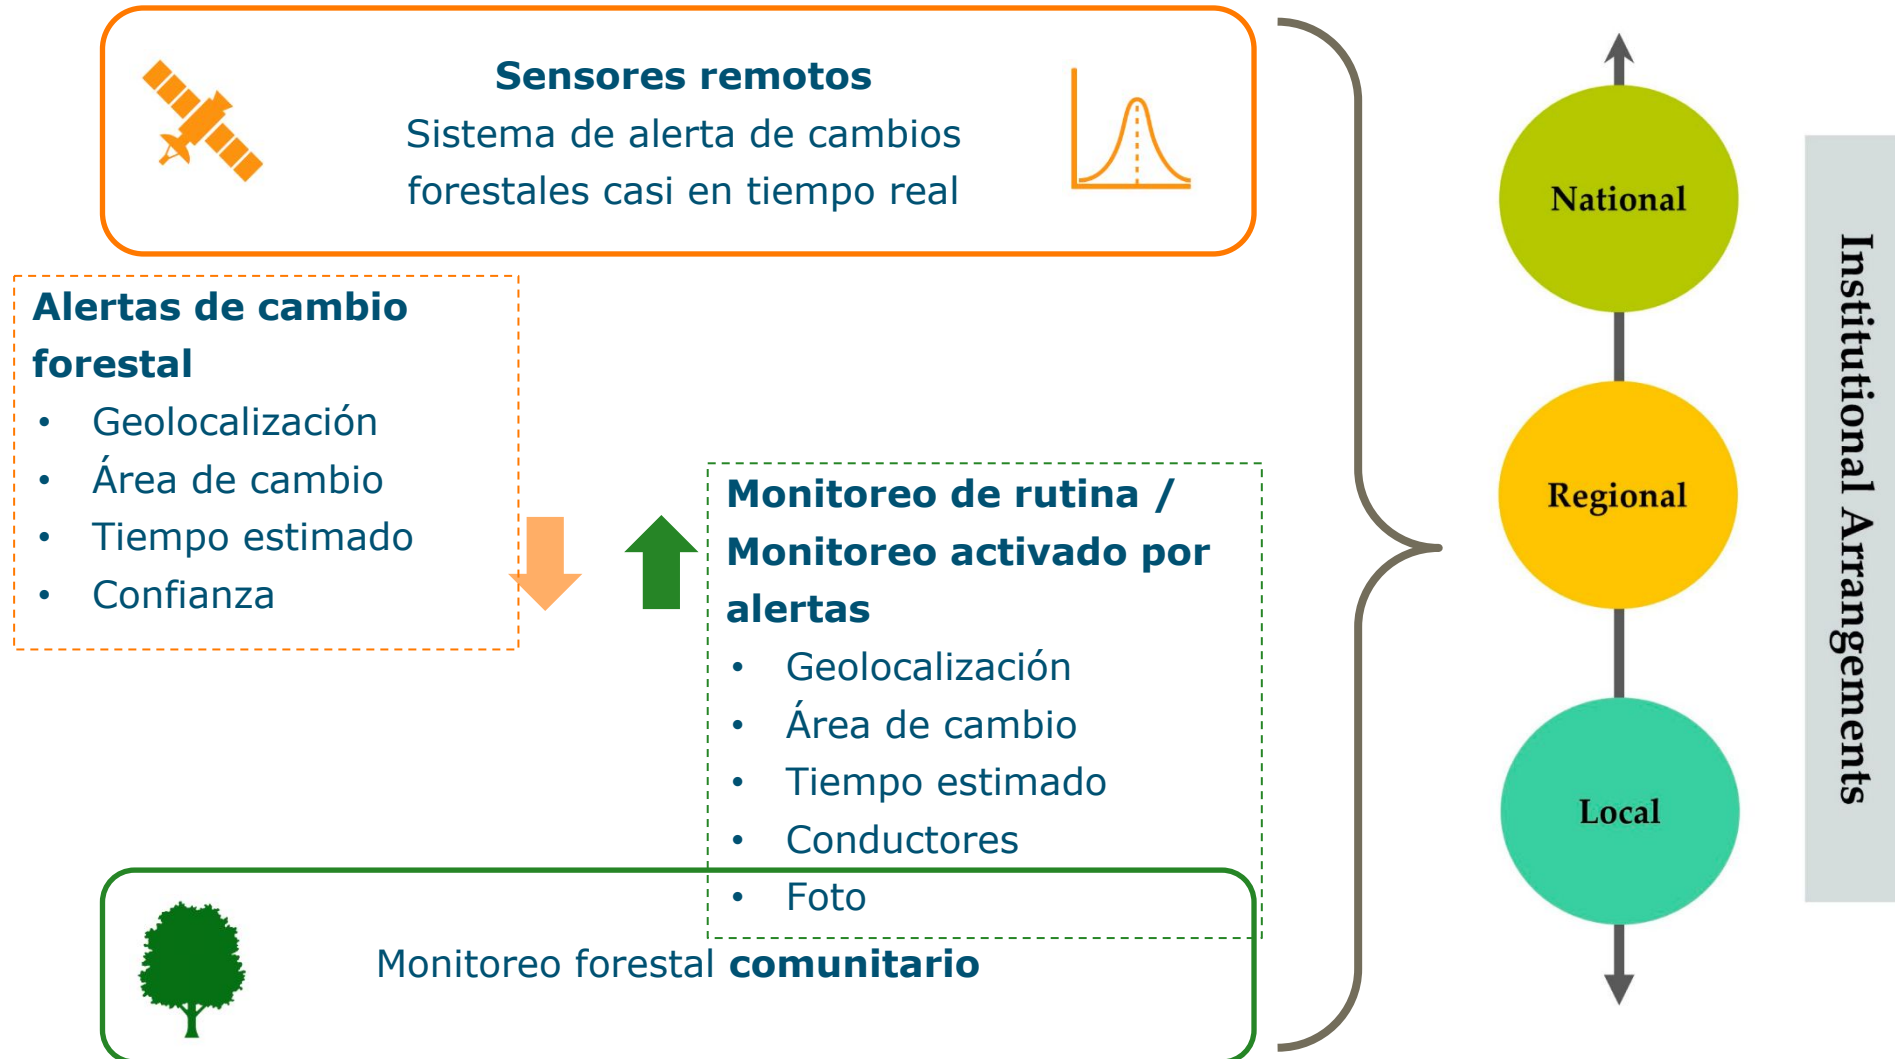 Sensores remotos
Sistema de alerta de cambios
forestales casi en tiempo real
Alertas de cambio
forestal
• Geolocalización
• Área de cambio
• Tiempo estimado
• Confianza
Monitoreo de rutina /
Monitoreo activado por
alertas
• Geolocalización
• Área de cambio
• Tiempo estimado
• Conductores
• Foto
Monitoreo forestal comunitario
National
Regional
Local
Institutional Arrangements